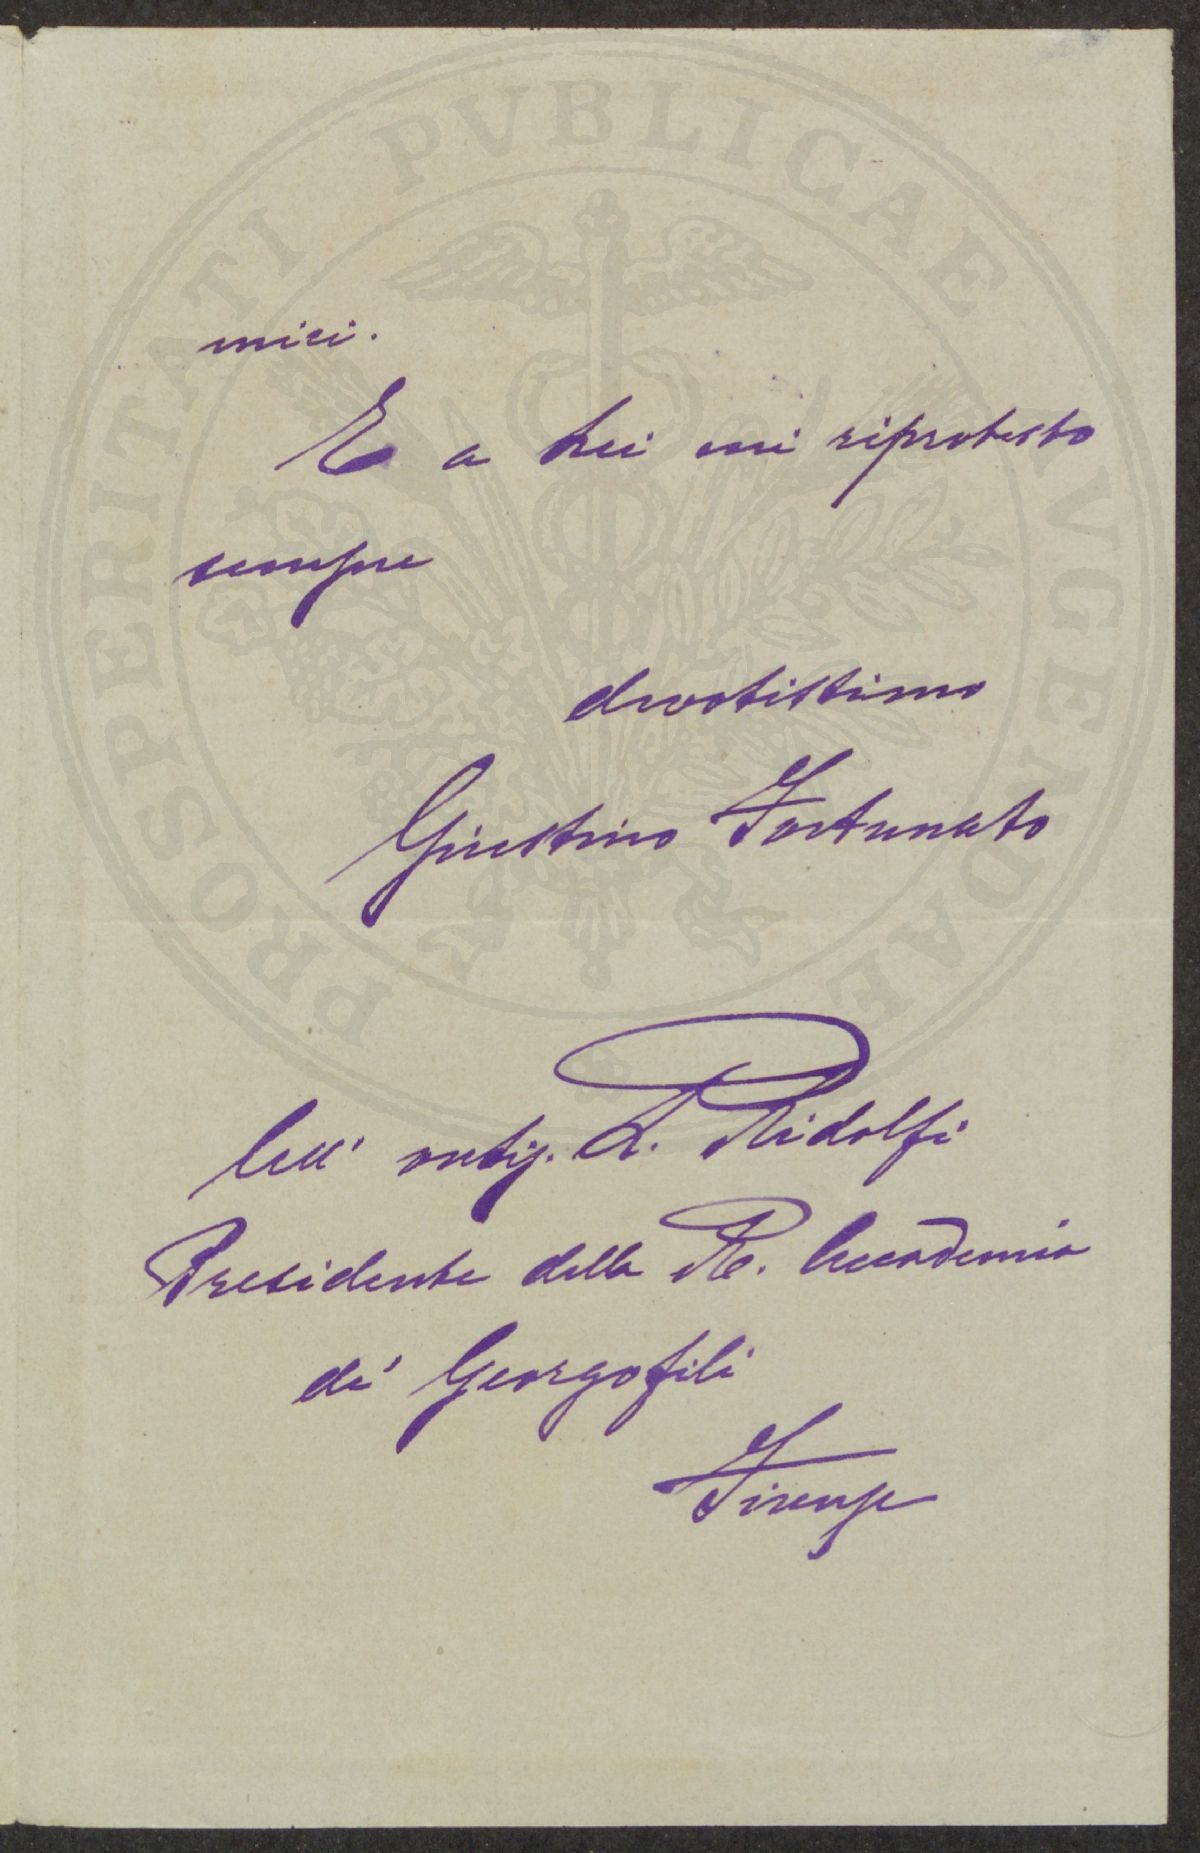 mici.
E a Lei mi riprotesto
sempre
devotissimo
Giustino Fortunato
All' onfig. L. Ridolfi
Presidente della R. Accademia
de' Georgofili
Firenze
PROSPERITATI PVBLICAE AVGENDAE